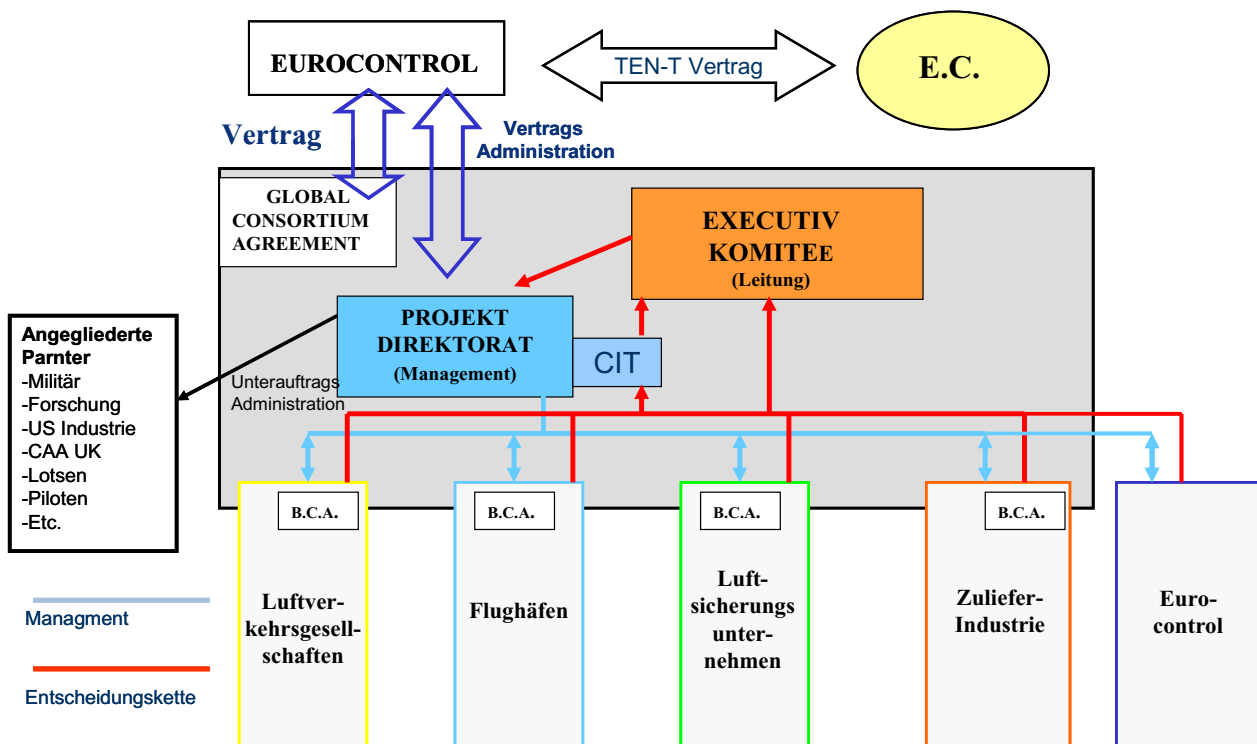 EUROCONTROL
TEN-T Vertrag
E.C.
Vertrag
Vertrags
Administration
GLOBAL
CONSORTIUM
AGREEMENT
EXECUTIV
KOMITEE
(Leitung)
PROJEKT
DIREKTORAT
(Management)
CIT
Angegliederte
Parnter
-Militär
-Forschung
-US Industrie
-CAA UK
-Lotsen
-Piloten
-Etc.
Unterauftrags
Administration
B.C.A.
B.C.A.
B.C.A.
B.C.A.
Luftver-
kehrsgesell-
schaften
Flughäfen
Luft-
sicherungs
unter-
nehmen
Zuliefer-
Industrie
Euro-
control
Managment
Entscheidungskette